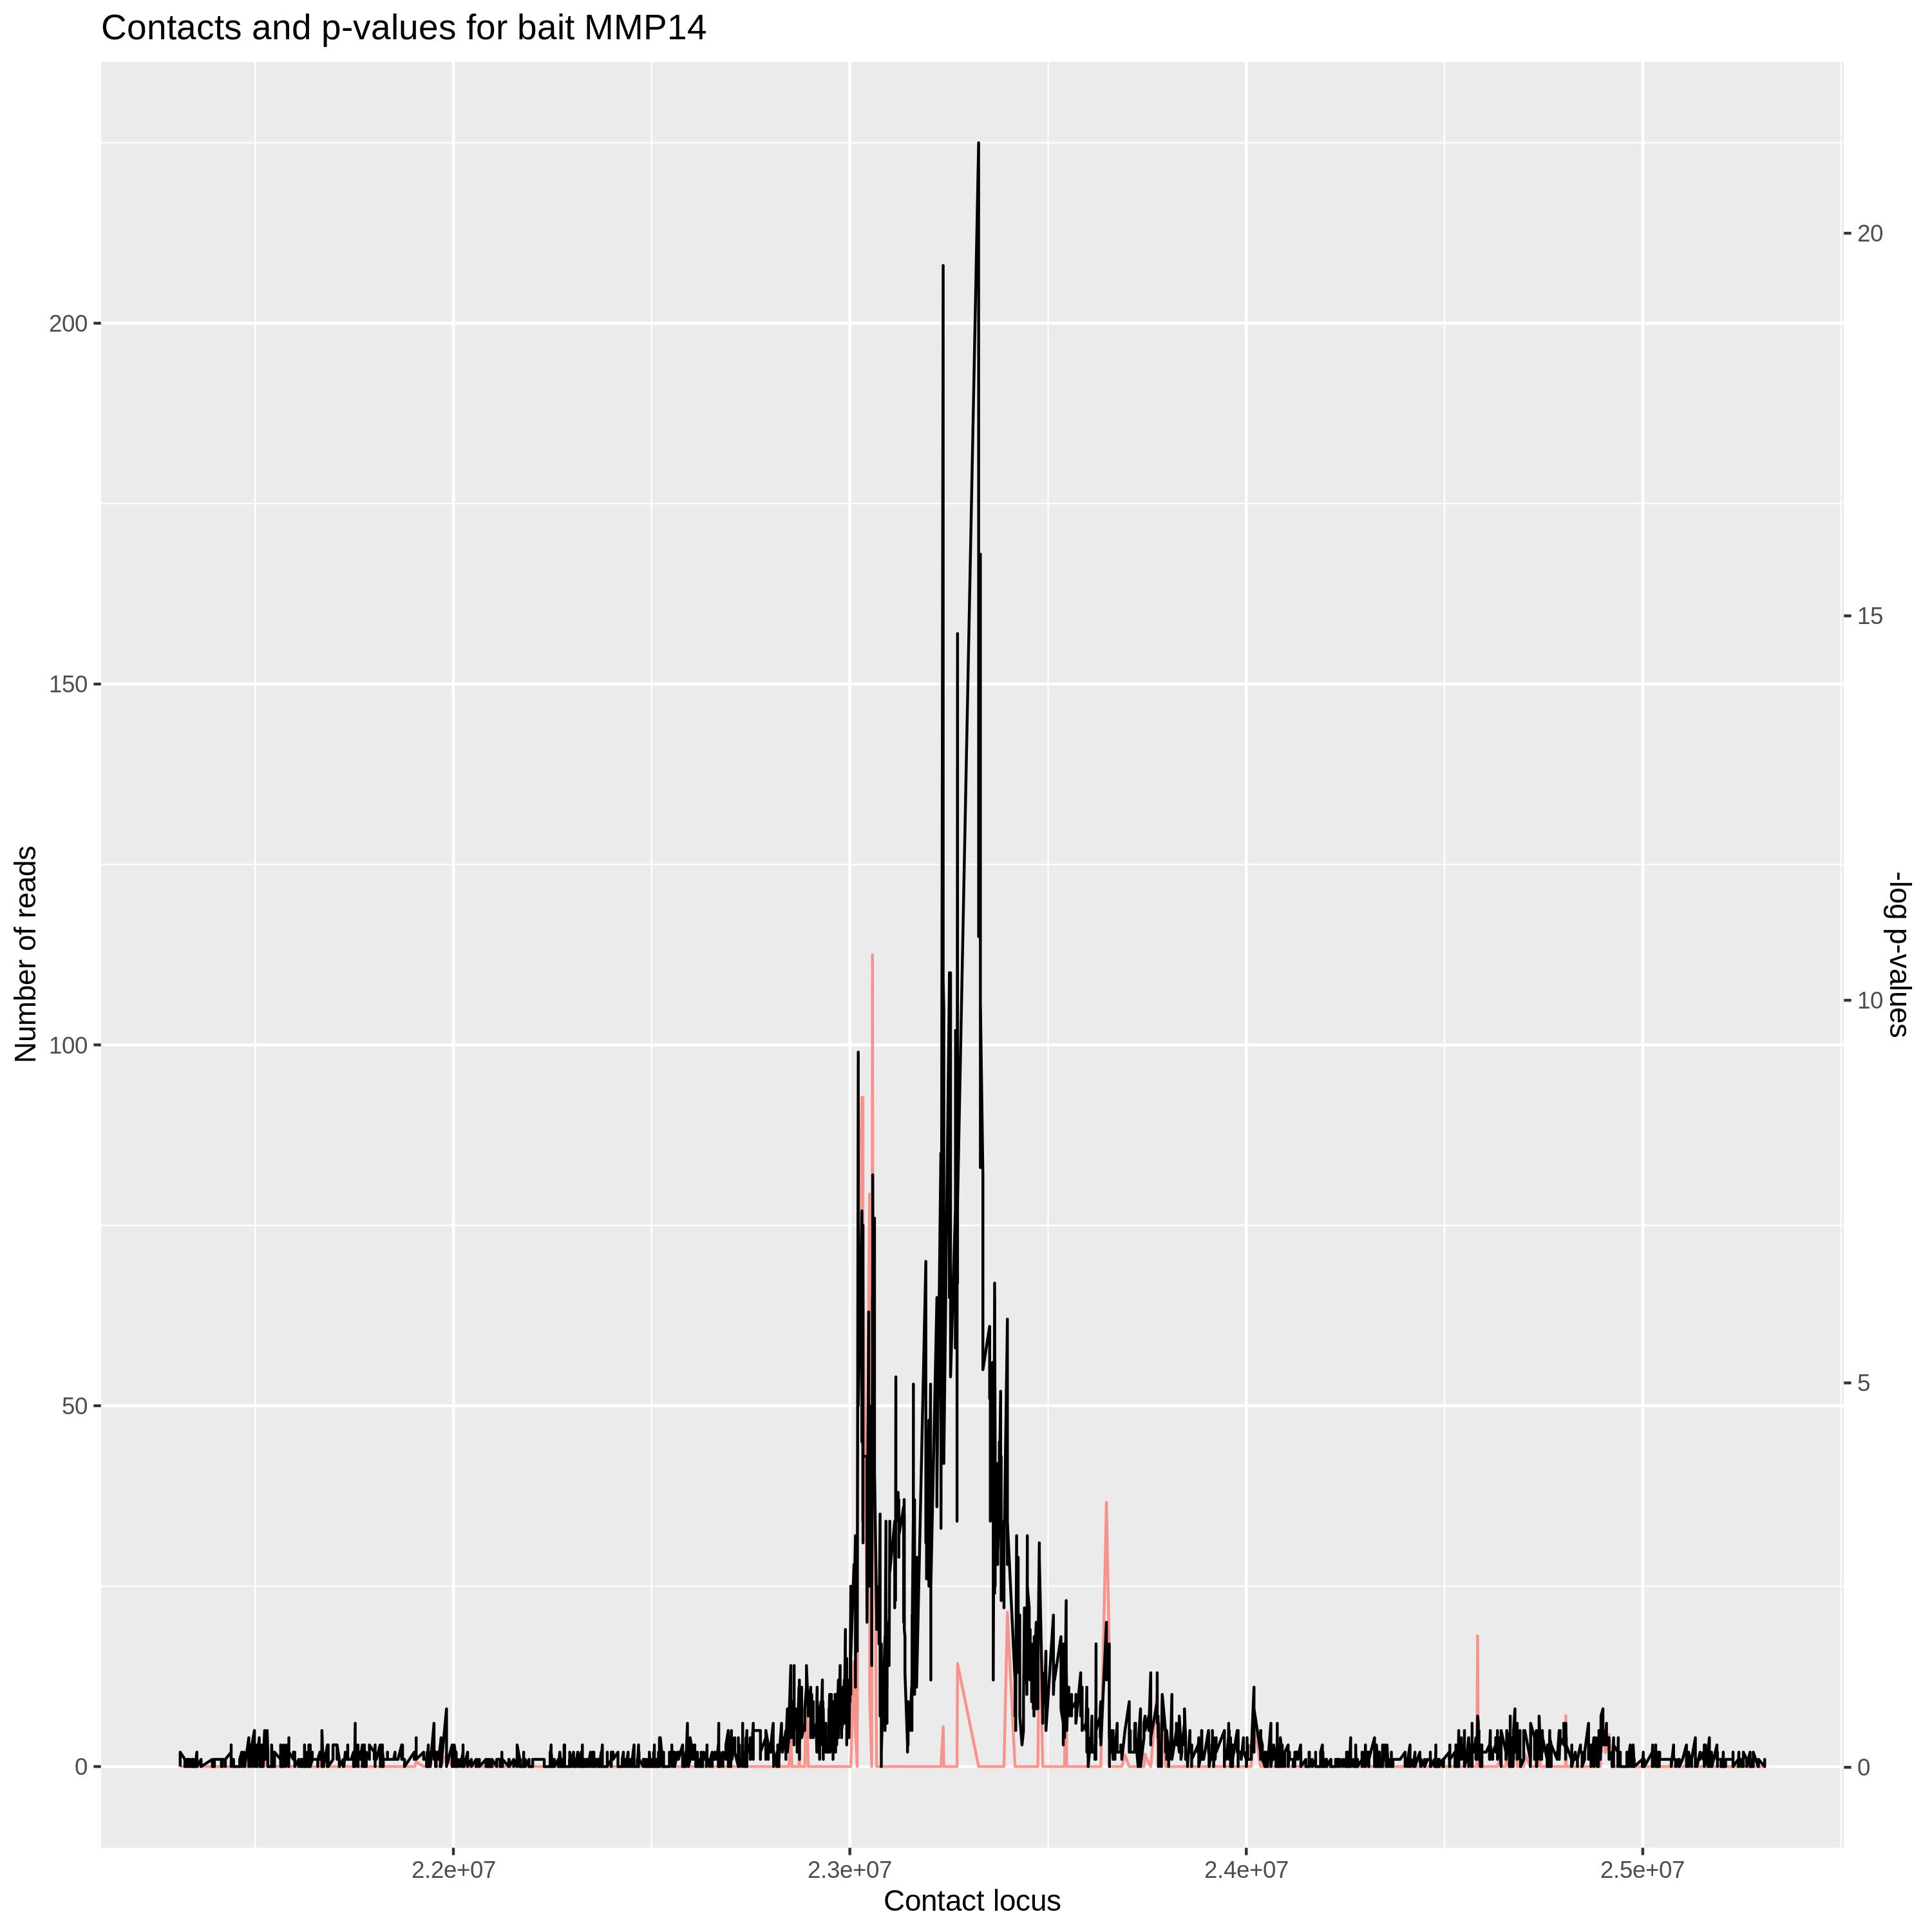 Contacts and p-values for bait MMP14
Number of reads
200
150
100
50
0
20
15
10
5
0
-log p-values
2.2e+07
2.3e+07
2.4e+07
2.5e+07
Contact locus